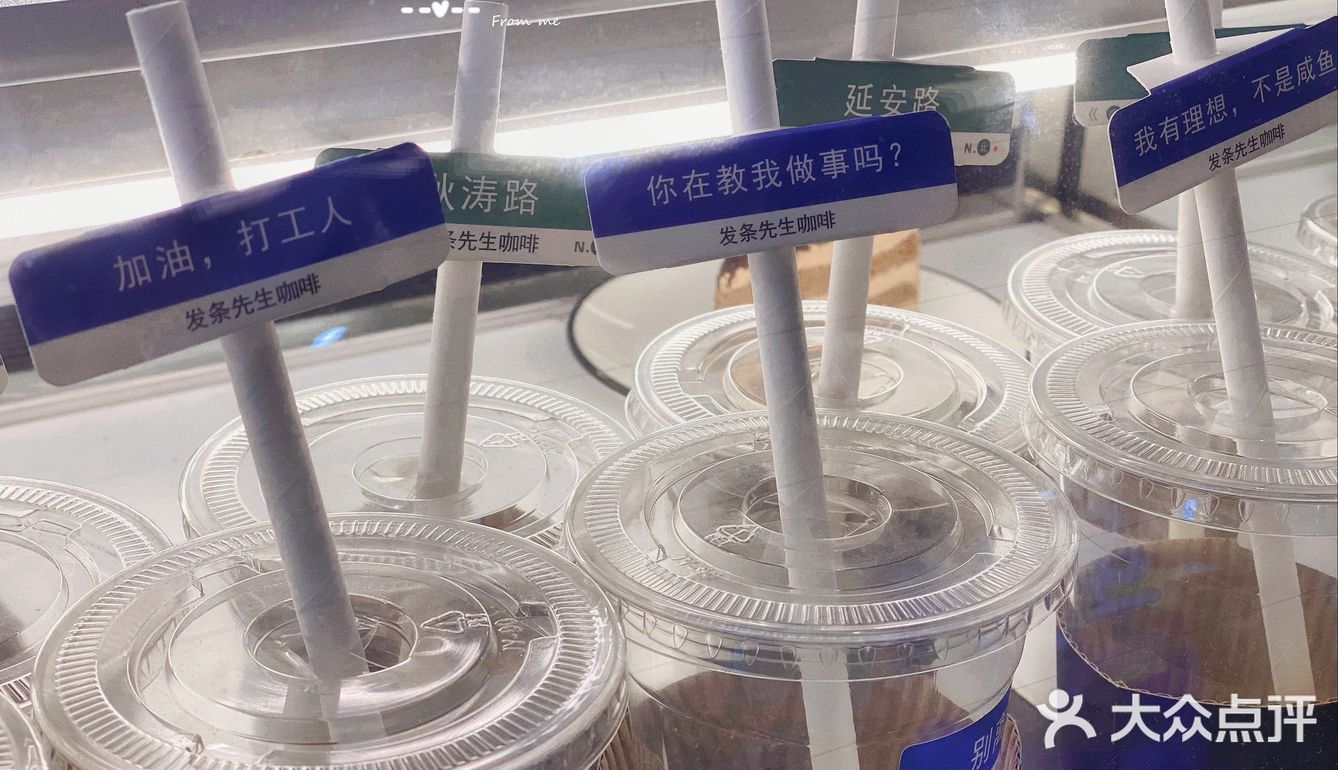 From me
加油，打工人
发条先生咖啡
秋涛路
条先生咖啡
你在教我做事吗？
发条先生咖啡
延安路
N.
我有理想，不是咸鱼
发条先生咖啡
别
大众点评